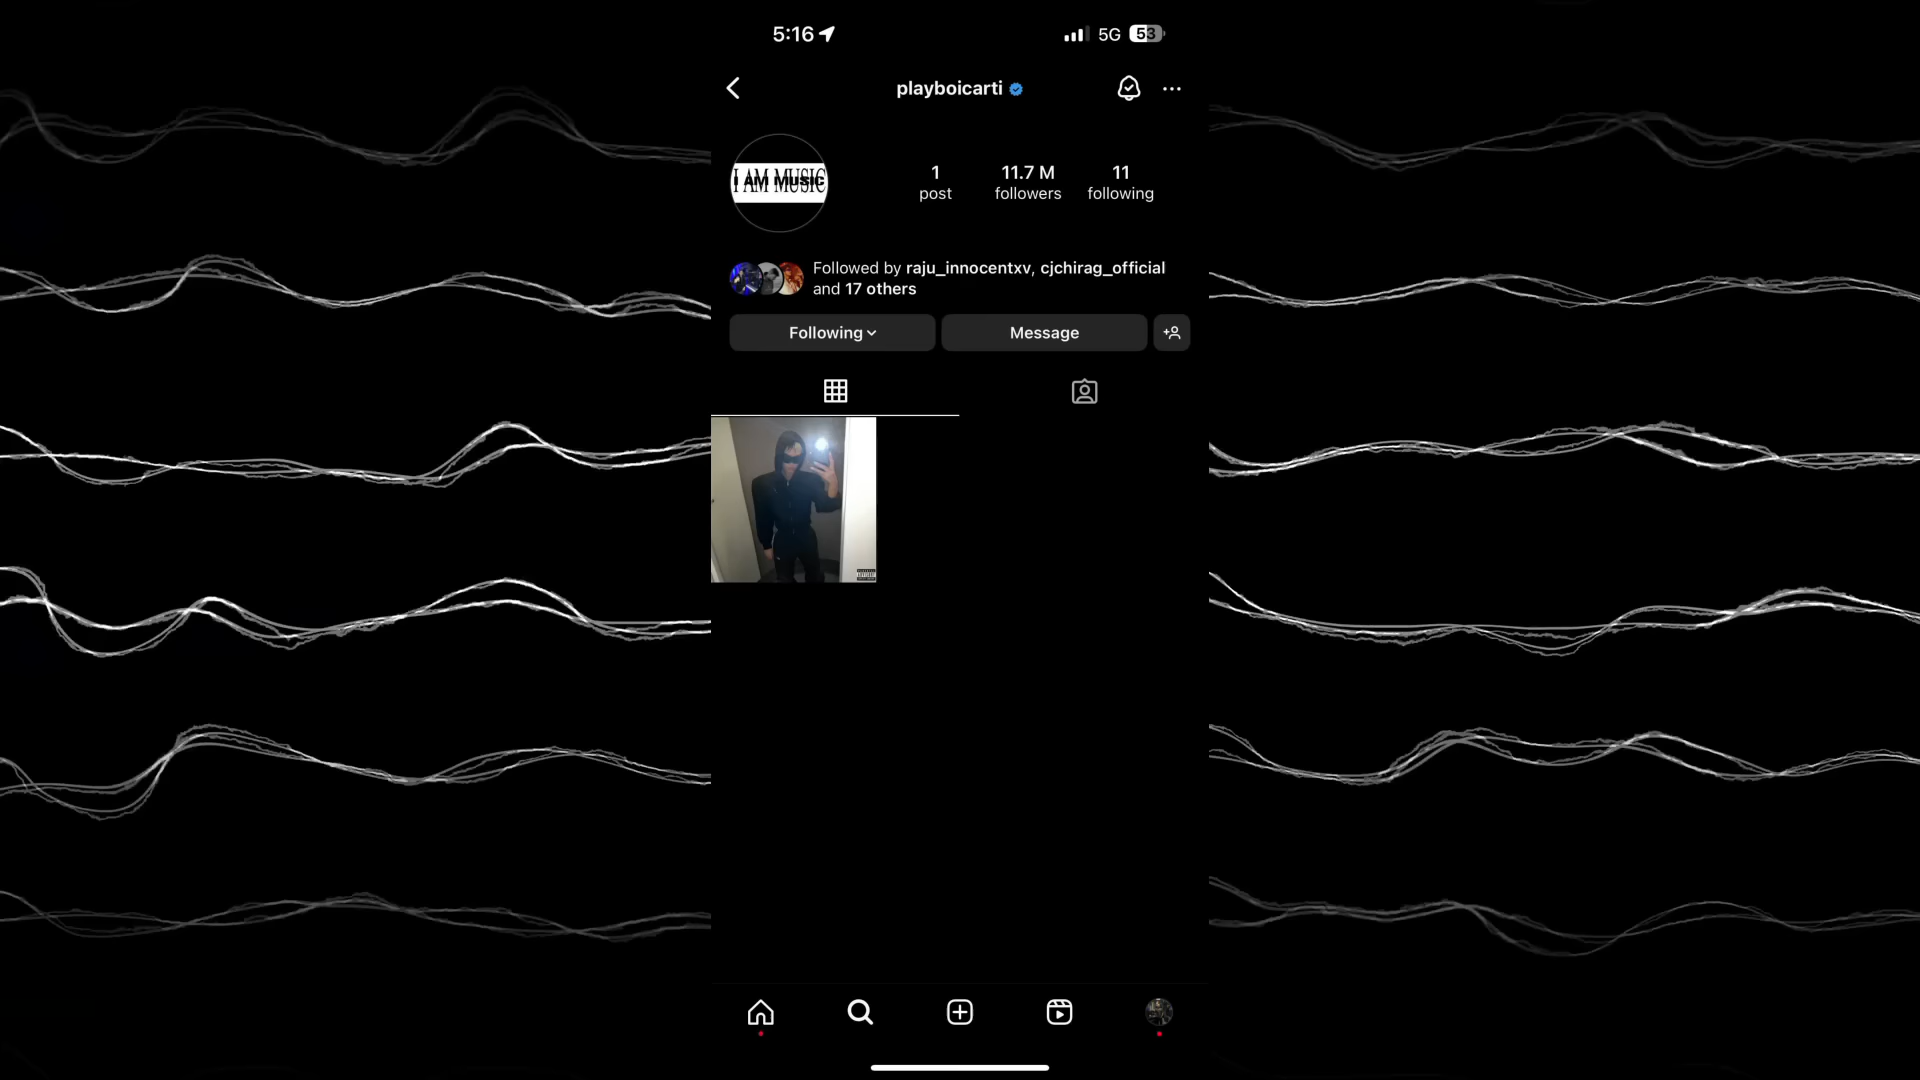 5:16
5G
53
playboicarti
I AM MUSIC
1
post
11.7 M
followers
11
following
Followed by raju_innocentxv, cjchirag_official
and 17 others
Following
Message